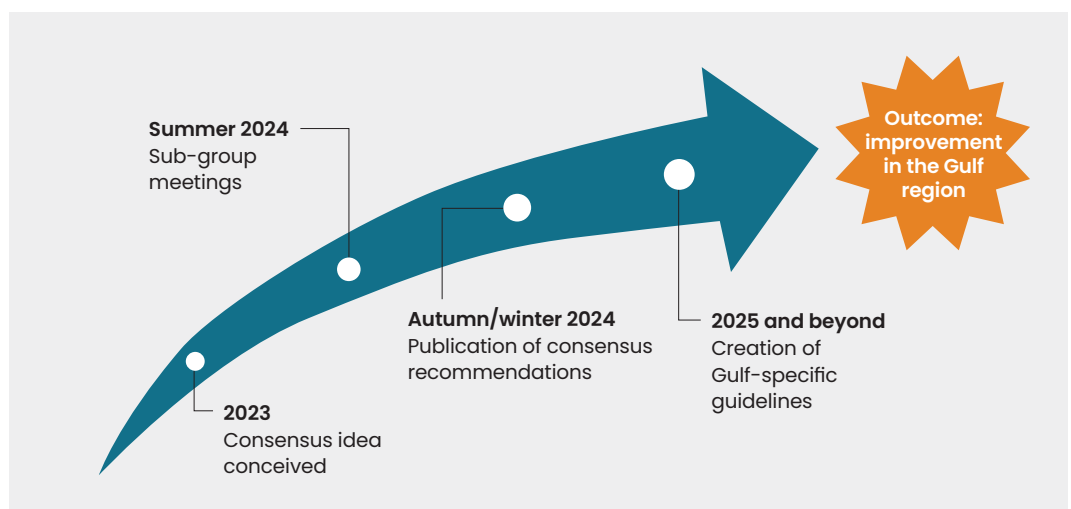 Summer 2024
Sub-group
meetings
Outcome:
improvement
in the Gulf
region
Autumn/winter 2024
Publication of consensus
recommendations
2025 and beyond
Creation of
Gulf-specific
guidelines
2023
Consensus idea
conceived